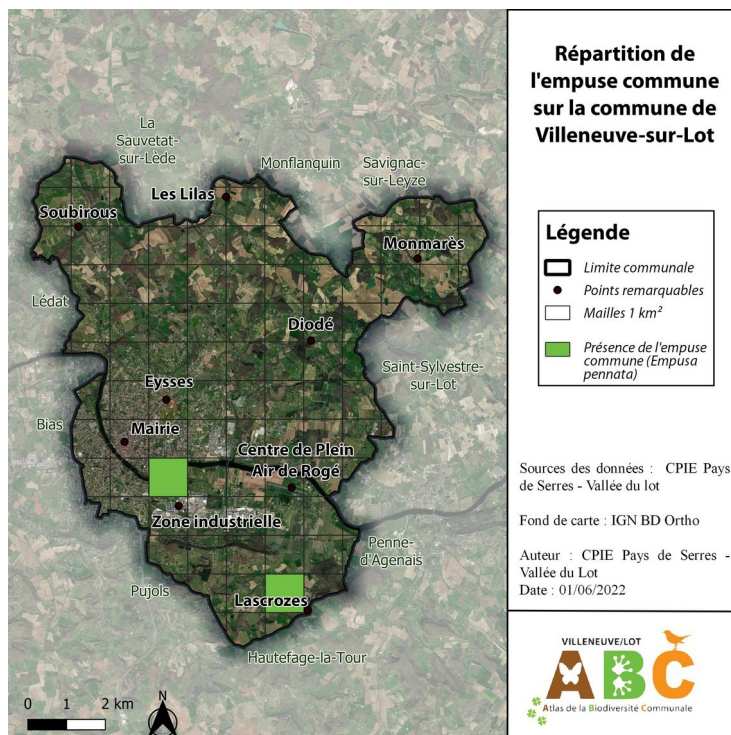 Répartition de
l'empuse commune
sur la commune de
Villeneuve-sur-Lot
La
Sauvetat-
sur-Lède
Monflanquin
Savignac-
sur-Leyze
Les Lilas
Soubirous
Monmarès
Lédat
Diodé
Saint-Sylvestre-
sur-Lot
Eysses
Bias
Mairie
Centre de Plein
Air de Rogé
Zone industrielle
Penne-
d'Agenais
Pujols
Lascrozes
Hautefage-la-Tour
0 1 2 km
N
Légende
Limite communale
Points remarquables
Mailles 1 km²
Présence de l'empuse
commune (Empusa
pennata)
Sources des données : CPIE Pays
de Serres - Vallée du lot
Fond de carte : IGN BD Ortho
Auteur : CPIE Pays de Serres -
Vallée du Lot
Date : 01/06/2022
VILLENEUVE/LOT
ABC
Atlas de la Biodiversité Communale